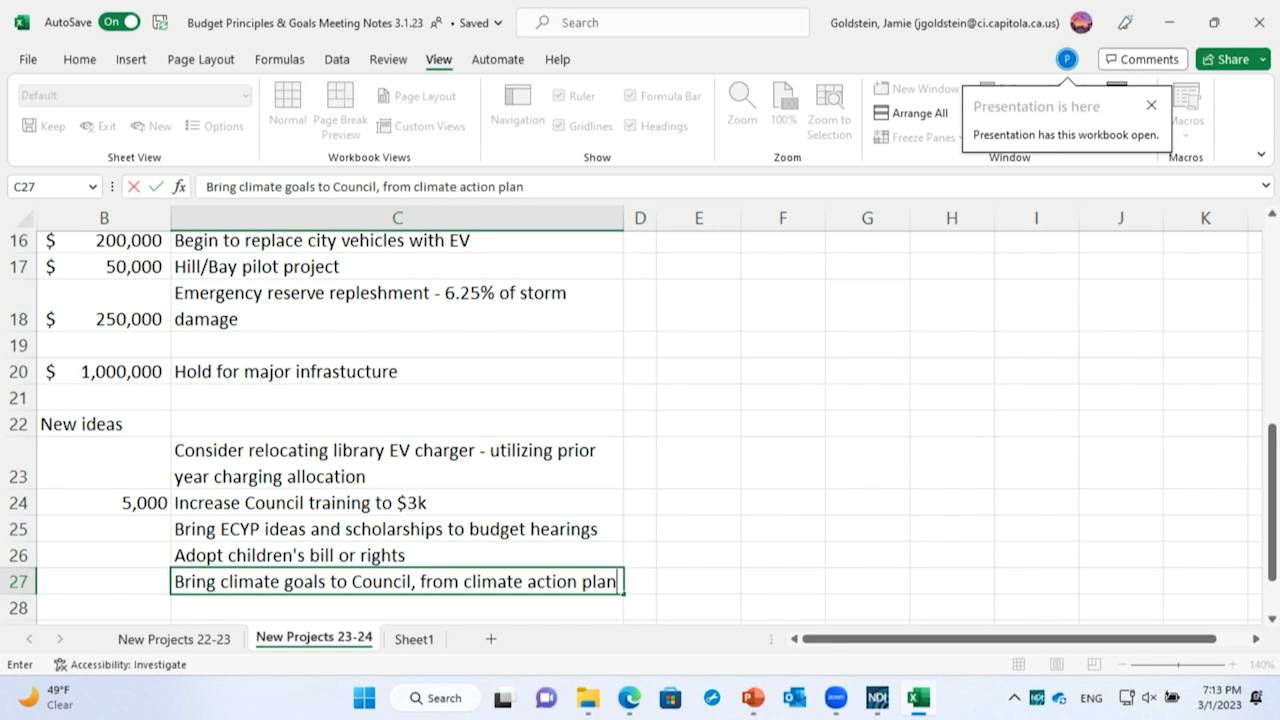 AutoSave On Budget Principles & Goals Meeting Notes 3.1.23 • Saved Search Goldstein, Jamie (jgoldstein@ci.capitola.ca.us)
File Home Insert Page Layout Formulas Data Review View Automate Help P Comments Share
Default Normal Page Break Preview Page Layout Navigation Ruler Formula Bar Zoom 100% Zoom to Selection New Window Presentation is here
Keep Exit New Options Custom Views Gridlines Headings Arrange All Presentation has this workbook open.
Freeze Panes Macros
Sheet View Workbook Views Show Zoom Window Macros
C27 fx Bring climate goals to Council, from climate action plan
B C D E F G H I J K
16 $ 200,000 Begin to replace city vehicles with EV
17 $ 50,000 Hill/Bay pilot project
Emergency reserve repleshment - 6.25% of storm
18 $ 250,000 damage
19
20 $ 1,000,000 Hold for major infrastucture
21
22 New ideas
Consider relocating library EV charger - utilizing prior
23 year charging allocation
24 5,000 Increase Council training to $3k
25 Bring ECYP ideas and scholarships to budget hearings
26 Adopt children's bill or rights
27 Bring climate goals to Council, from climate action plan
28
New Projects 22-23 New Projects 23-24 Sheet1 +
Enter Accessibility: Investigate 140%
49°F
Clear
Search
ENG
7:13 PM
3/1/2023